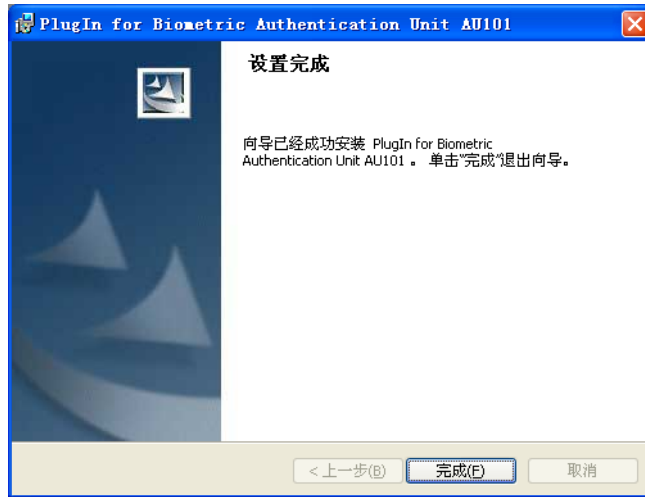 PlugIn for Biometric Authentication Unit AU101
设置完成
向导已经成功安装 PlugIn for Biometric
Authentication Unit AU101 。 单击“完成”退出向导。
< 上一步(B)
完成(F)
取消